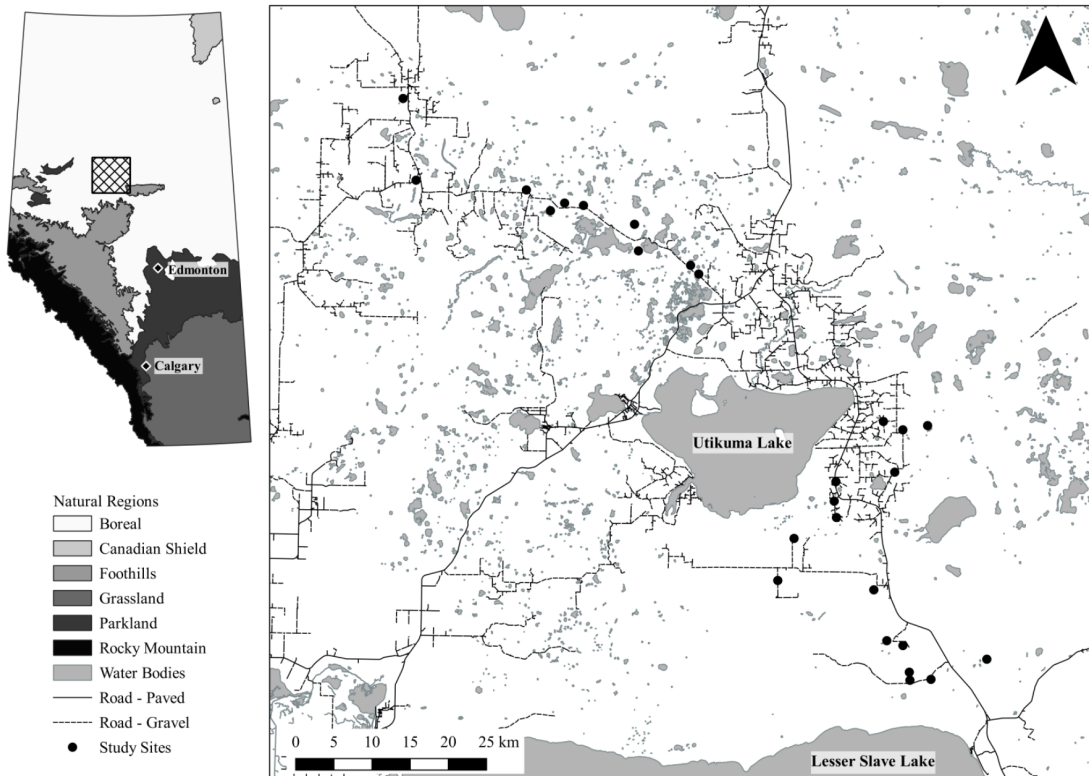 Edmonton
Calgary
Natural Regions
Boreal
Canadian Shield
Foothills
Grassland
Parkland
Rocky Mountain
Water Bodies
Road - Paved
Road - Gravel
Study Sites
Utikuma Lake
0 5 10 15 20 25 km
Lesser Slave Lake